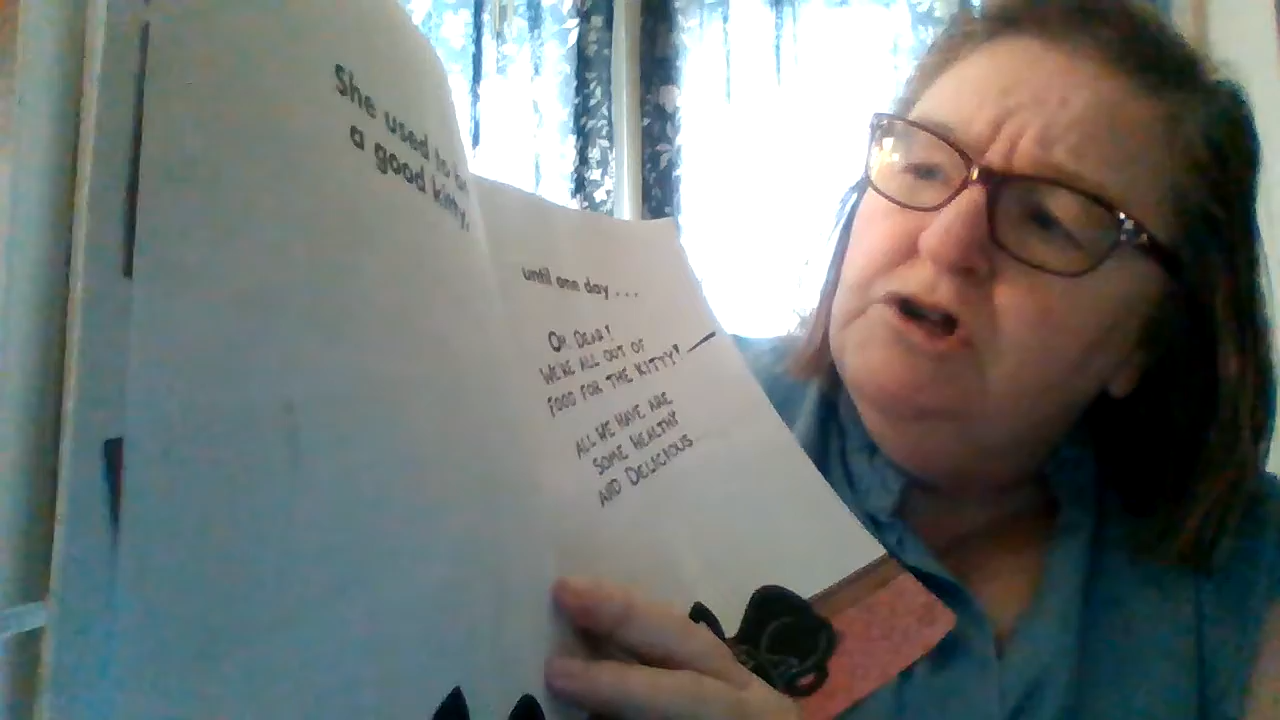 She used to be
a good kitty,
until one day . . .
OH DEAR!
WE'RE ALL OUT OF
FOOD FOR THE KITTY!
ALL WE HAVE ARE
SOME HEALTHY
AND DELICIOUS